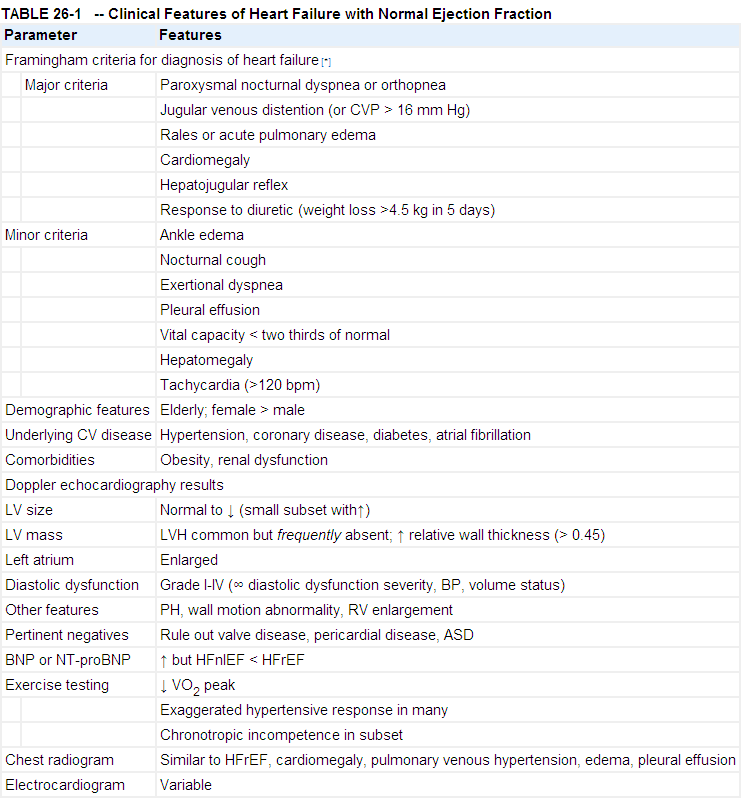 TABLE 26-1 -- Clinical Features of Heart Failure with Normal Ejection Fraction
Parameter Features
Framingham criteria for diagnosis of heart failure [*]
Major criteria Paroxysmal nocturnal dyspnea or orthopnea
Jugular venous distention (or CVP > 16 mm Hg)
Rales or acute pulmonary edema
Cardiomegaly
Hepatojugular reflex
Response to diuretic (weight loss >4.5 kg in 5 days)
Minor criteria Ankle edema
Nocturnal cough
Exertional dyspnea
Pleural effusion
Vital capacity < two thirds of normal
Hepatomegaly
Tachycardia (>120 bpm)
Demographic features Elderly; female > male
Underlying CV disease Hypertension, coronary disease, diabetes, atrial fibrillation
Comorbidities Obesity, renal dysfunction
Doppler echocardiography results
LV size Normal to ↓ (small subset with↑)
LV mass LVH common but frequently absent; ↑ relative wall thickness (> 0.45)
Left atrium Enlarged
Diastolic dysfunction Grade I-IV (∞ diastolic dysfunction severity, BP, volume status)
Other features PH, wall motion abnormality, RV enlargement
Pertinent negatives Rule out valve disease, pericardial disease, ASD
BNP or NT-proBNP ↑ but HFnlEF < HFrEF
Exercise testing ↓ VO2 peak
Exaggerated hypertensive response in many
Chronotropic incompetence in subset
Chest radiogram Similar to HFrEF, cardiomegaly, pulmonary venous hypertension, edema, pleural effusion
Electrocardiogram Variable